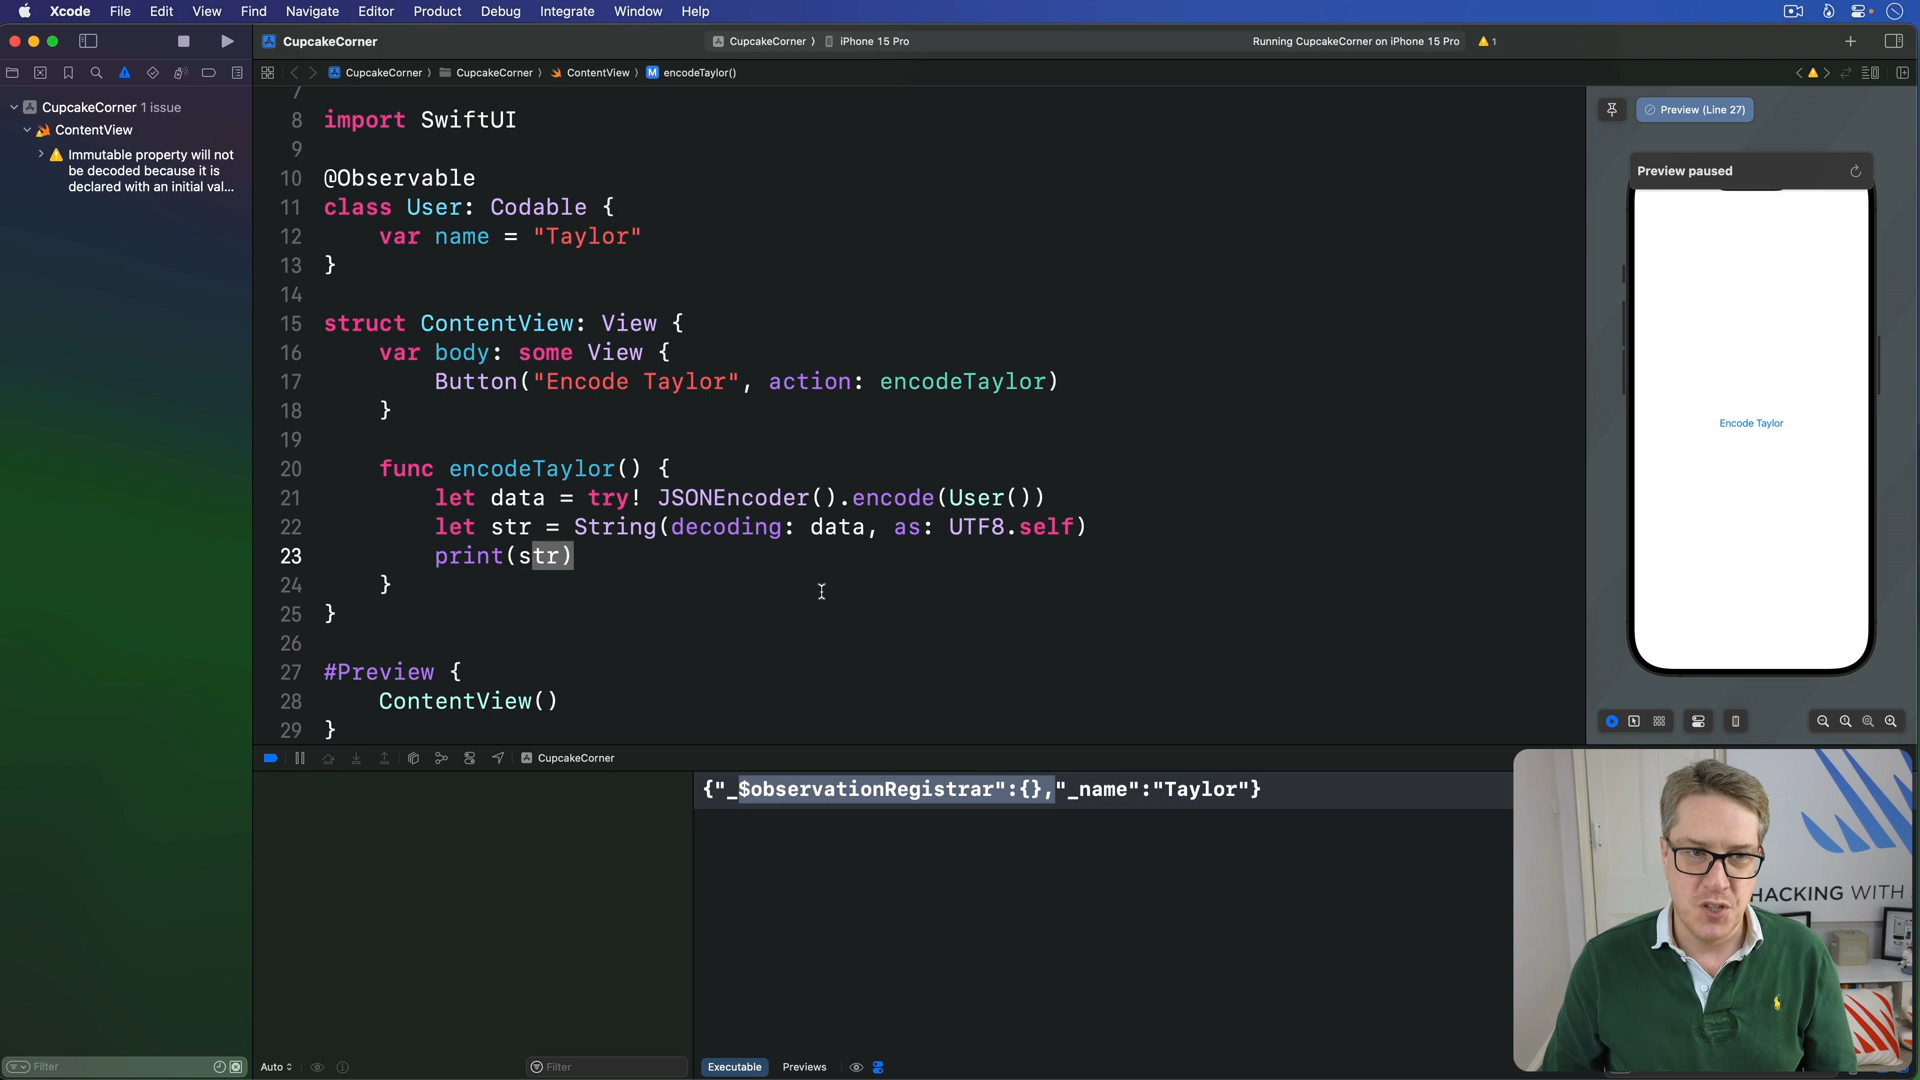 Xcode File Edit View Find Navigate Editor Product Debug Integrate Window Help
CupcakeCorner
CupcakeCorner 〉 iPhone 15 Pro
Running CupcakeCorner on iPhone 15 Pro
1
CupcakeCorner 〉 CupcakeCorner 〉 ContentView 〉 M encodeTaylor()
CupcakeCorner 1 issue
ContentView
Immutable property will not
be decoded because it is
declared with an initial val...
7
8 import SwiftUI
9
10 @Observable
11 class User: Codable {
12 var name = "Taylor"
13 }
14
15 struct ContentView: View {
16 var body: some View {
17 Button("Encode Taylor", action: encodeTaylor)
18 }
19
20 func encodeTaylor() {
21 let data = try! JSONEncoder().encode(User())
22 let str = String(decoding: data, as: UTF8.self)
23 print(str)
24 }
25 }
26
27 #Preview {
28 ContentView()
29 }
Preview (Line 27)
Preview paused
Encode Taylor
CupcakeCorner
{"_$observationRegistrar":{},"_name":"Taylor"}
HACKING WITH
Filter
Auto
Filter
Executable
Previews